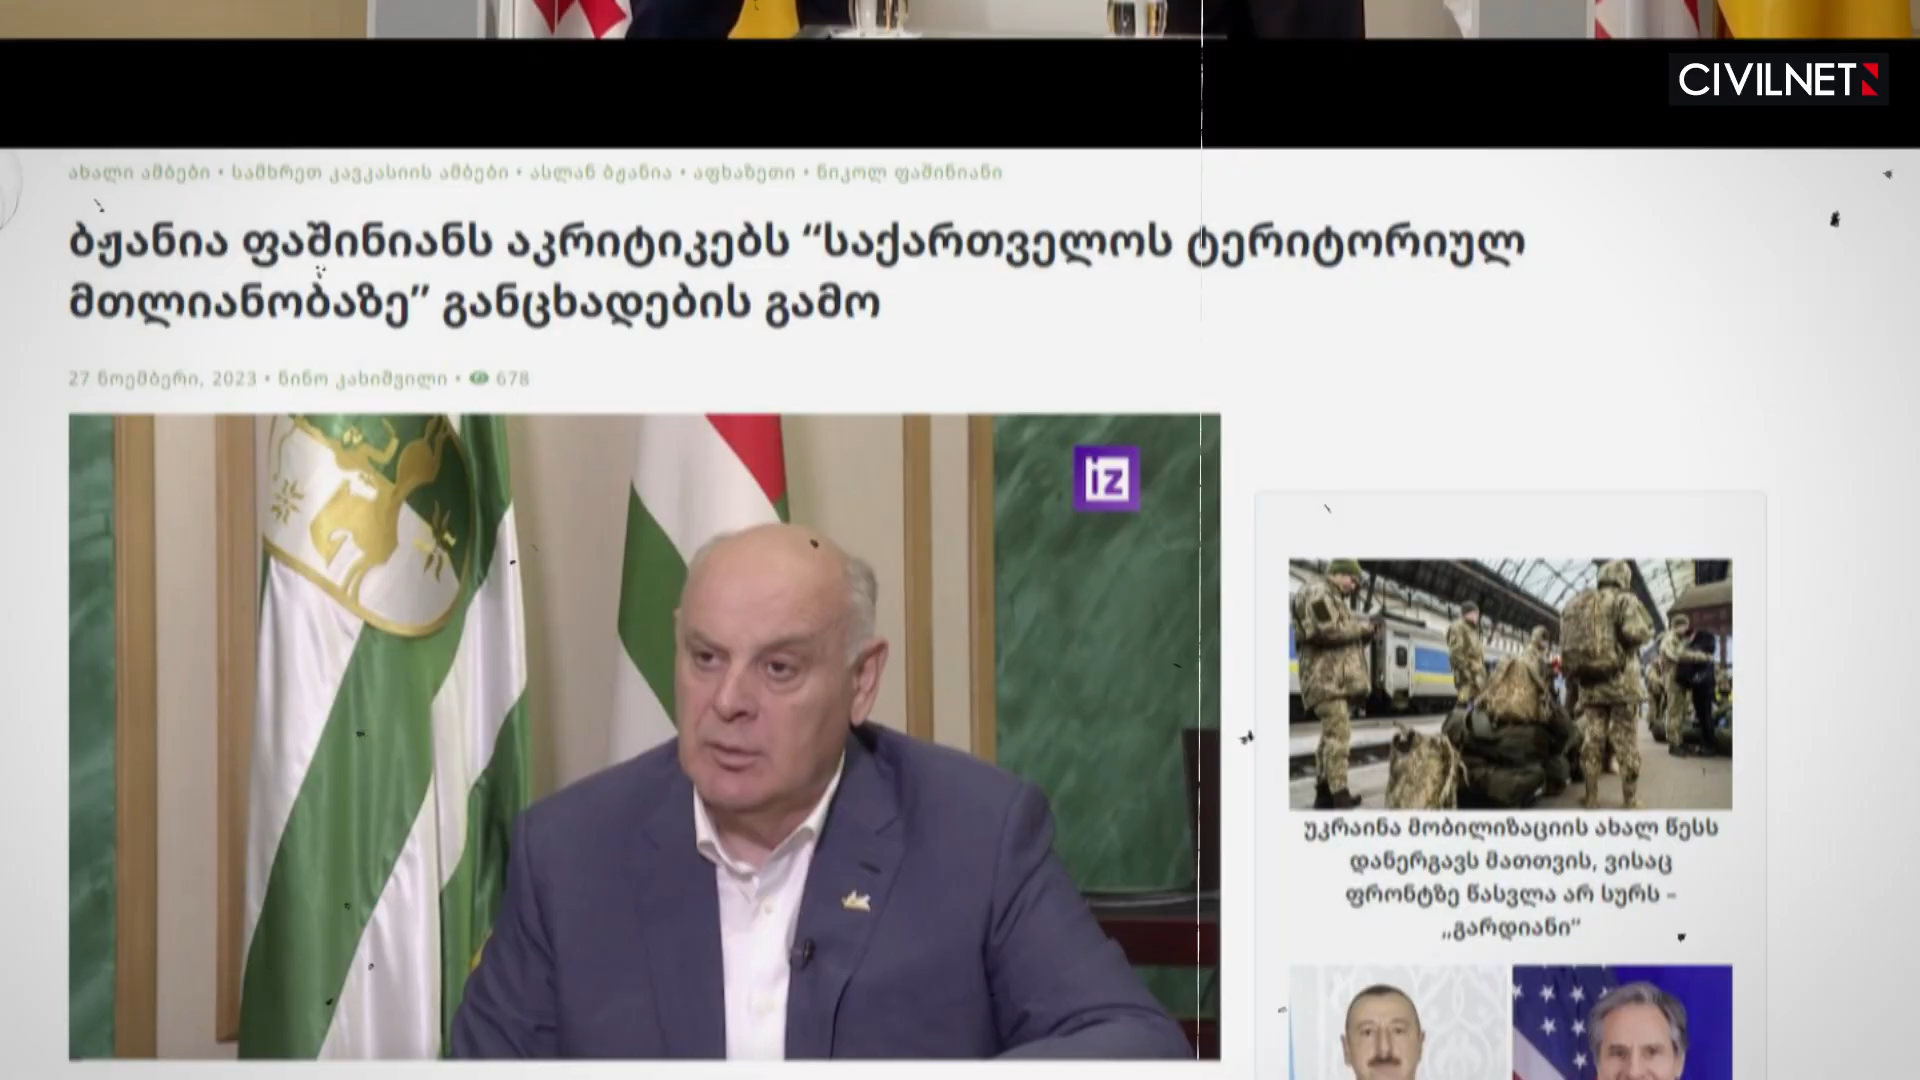 CIVILNET
ახალი ამბები • სამხრეთ კავკასიის ამბები • ასლან ბჟანია • აფხაზეთი • ნიკოლ ფაშინიანი
ბჟანია ფაშინიანს აკრიტიკებს “საქართველოს ტერიტორიულ
მთლიანობაზე” განცხადების გამო
27 ნოემბერი, 2023 • ნინო კახიშვილი • 678
iz
უკრაინა მობილიზაციის ახალ წესს
დანერგავს მათთვის, ვისაც
ფრონტზე წასვლა არ სურს –
„გარდიანი“